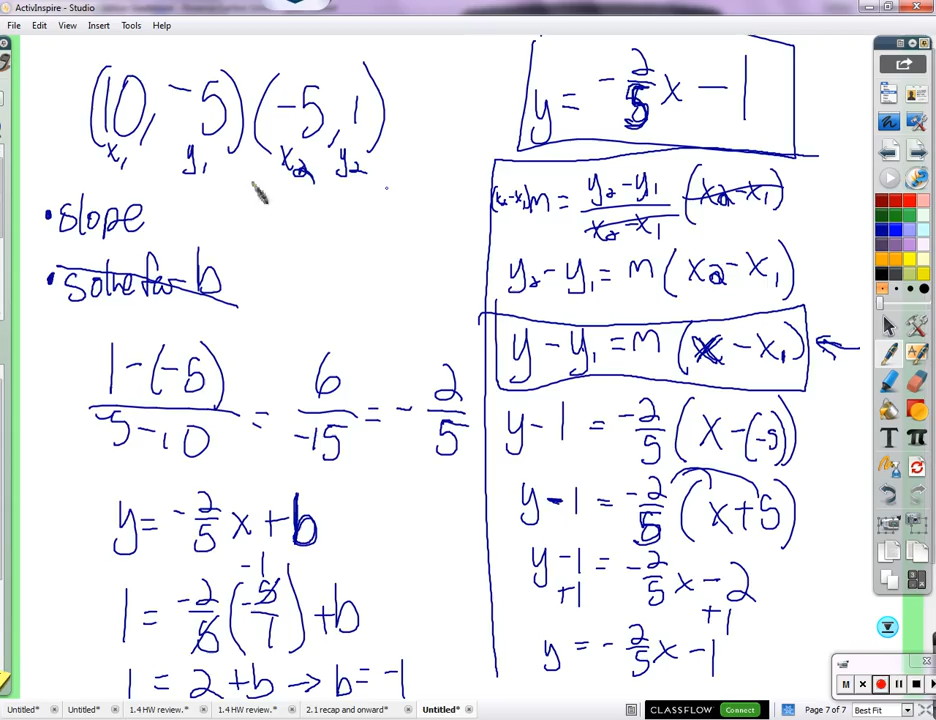 ActivInspire - Studio
File Edit View Insert Tools
(10, -5) (-5, 1)
x₁ y₁ x₂ y₂
• slope
• solve for b
1-(-5)/-5-10 = 6/-15 = -2/5
y = -2/5 x + b
-1
1 = -2/5 (-5/1) + b
1 = 2 + b → b = -1
y = -2/5 x - 1
(x₂-x₁) m = y₂-y₁/x₂-x₁ (x₂-x₁)
y₂-y₁ = m (x₂-x₁)
y-y₁ = m (x-x₁) ←
y-1 = -2/5 (x-(-5))
y-1 = -2/5 (x+5)
y-1 = -2/5 x - 2
+1 +1
y = -2/5 x - 1
Untitled* Untitled* 1.4 HW review.* 1.4 HW review.* 2.1 recap and onward* Untitled* CLASSFLOW Connect Page 7 of 7 Best Fit